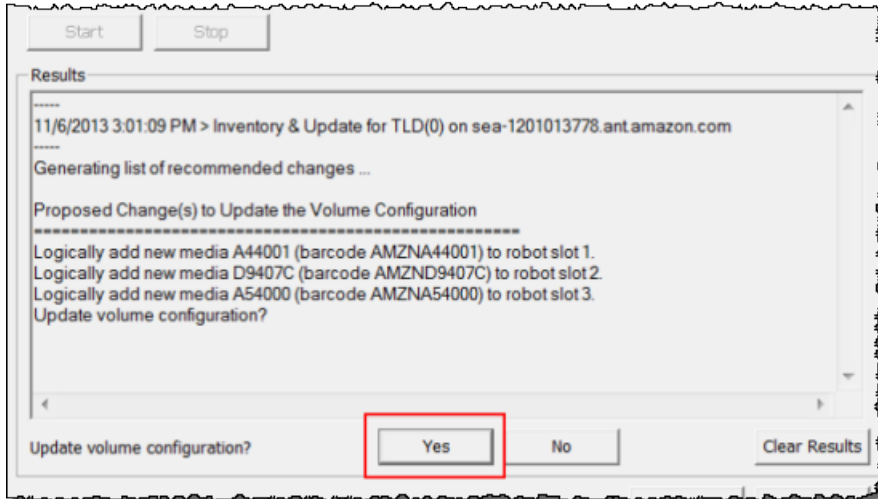 Start Stop
Results
-----
11/6/2013 3:01:09 PM > Inventory & Update for TLD(0) on sea-1201013778.ant.amazon.com
-----
Generating list of recommended changes ...
Proposed Change(s) to Update the Volume Configuration
=====================================================
Logically add new media A44001 (barcode AMZNA44001) to robot slot 1.
Logically add new media D9407C (barcode AMZND9407C) to robot slot 2.
Logically add new media A54000 (barcode AMZNA54000) to robot slot 3.
Update volume configuration?
Update volume configuration? Yes No Clear Results